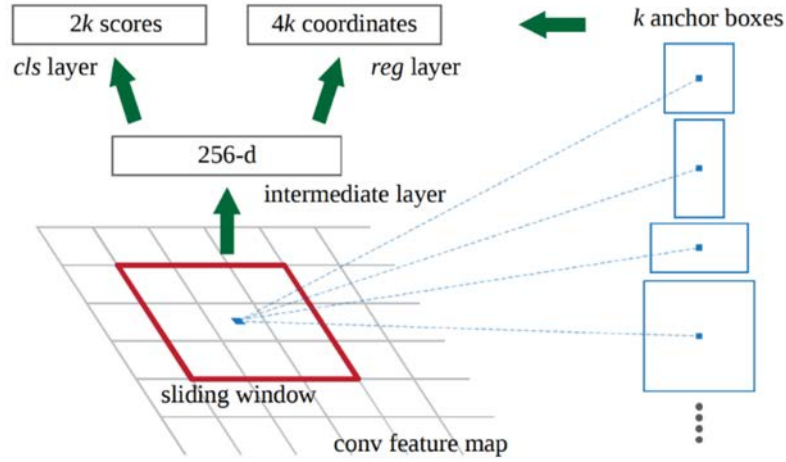 2k scores
4k coordinates
k anchor boxes
cls layer
reg layer
256-d
intermediate layer
sliding window
conv feature map